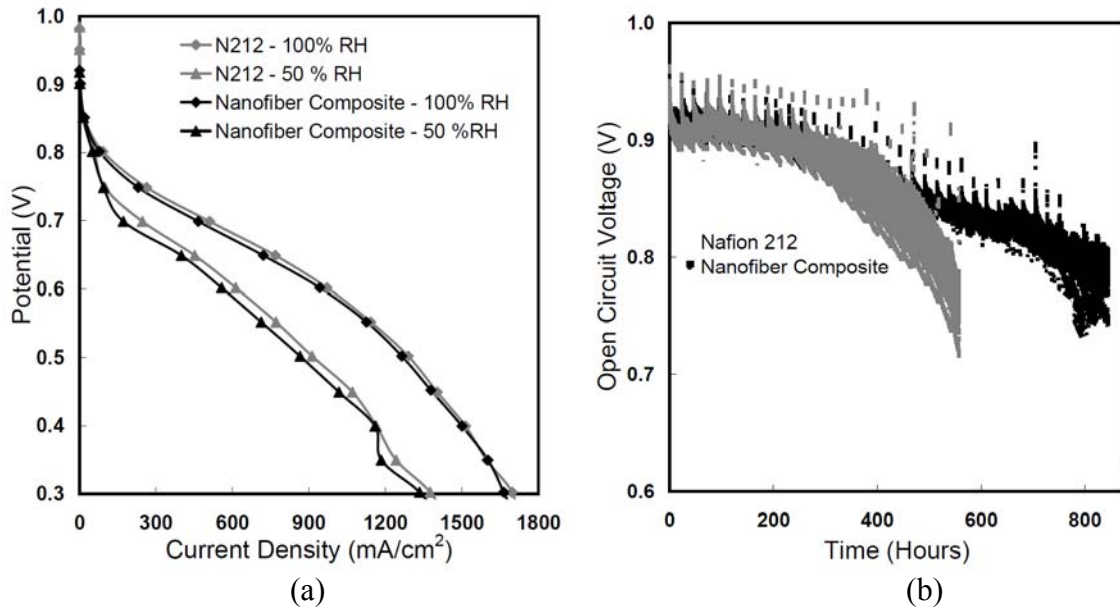 1.0
0.9
0.8
0.7
0.6
0.5
0.4
0.3
Potential (V)
N212 - 100% RH
N212 - 50 % RH
Nanofiber Composite - 100% RH
Nanofiber Composite - 50 %RH
0 300 600 900 1200 1500 1800
Current Density (mA/cm²)
(a)
1.0
0.9
0.8
0.7
0.6
Open Circuit Voltage (V)
Nafion 212
Nanofiber Composite
0 200 400 600 800
Time (Hours)
(b)